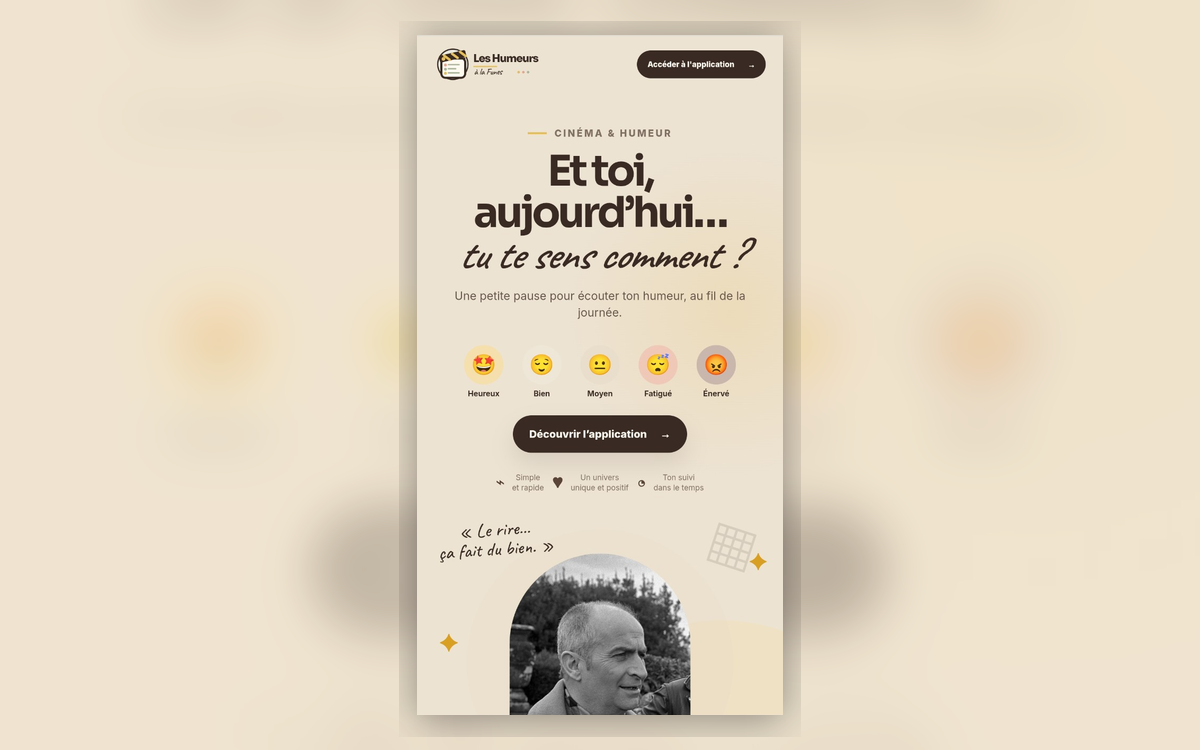 Les Humeurs
à la Funes
Accéder à l'application →
CINÉMA & HUMEUR
Et toi,
aujourd’hui...
tu te sens comment ?
Une petite pause pour écouter ton humeur, au fil de la
journée.
Heureux
Bien
Moyen
Fatigué
Énervé
Découvrir l’application →
Simple
et rapide
Un univers
unique et positif
Ton suivi
dans le temps
« Le rire...
ça fait du bien. »